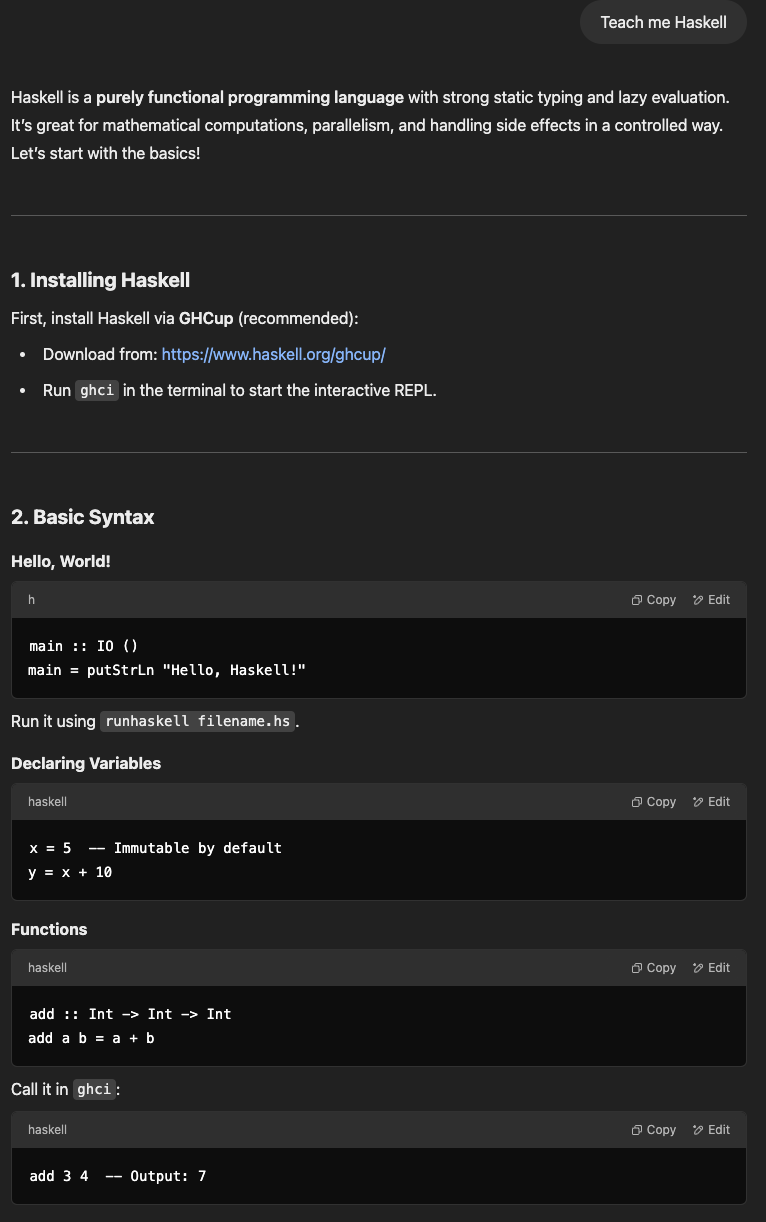 Teach me Haskell
Haskell is a purely functional programming language with strong static typing and lazy evaluation.
It's great for mathematical computations, parallelism, and handling side effects in a controlled way.
Let's start with the basics!
1. Installing Haskell
First, install Haskell via GHCup (recommended):
• Download from: https://www.haskell.org/ghcup/
• Run ghci in the terminal to start the interactive REPL.
2. Basic Syntax
Hello, World!
h Copy Edit
main :: IO ()
main = putStrLn "Hello, Haskell!"
Run it using runhaskell filename.hs.
Declaring Variables
haskell Copy Edit
x = 5  -- Immutable by default
y = x + 10
Functions
haskell Copy Edit
add :: Int -> Int -> Int
add a b = a + b
Call it in ghci:
haskell Copy Edit
add 3 4  -- Output: 7